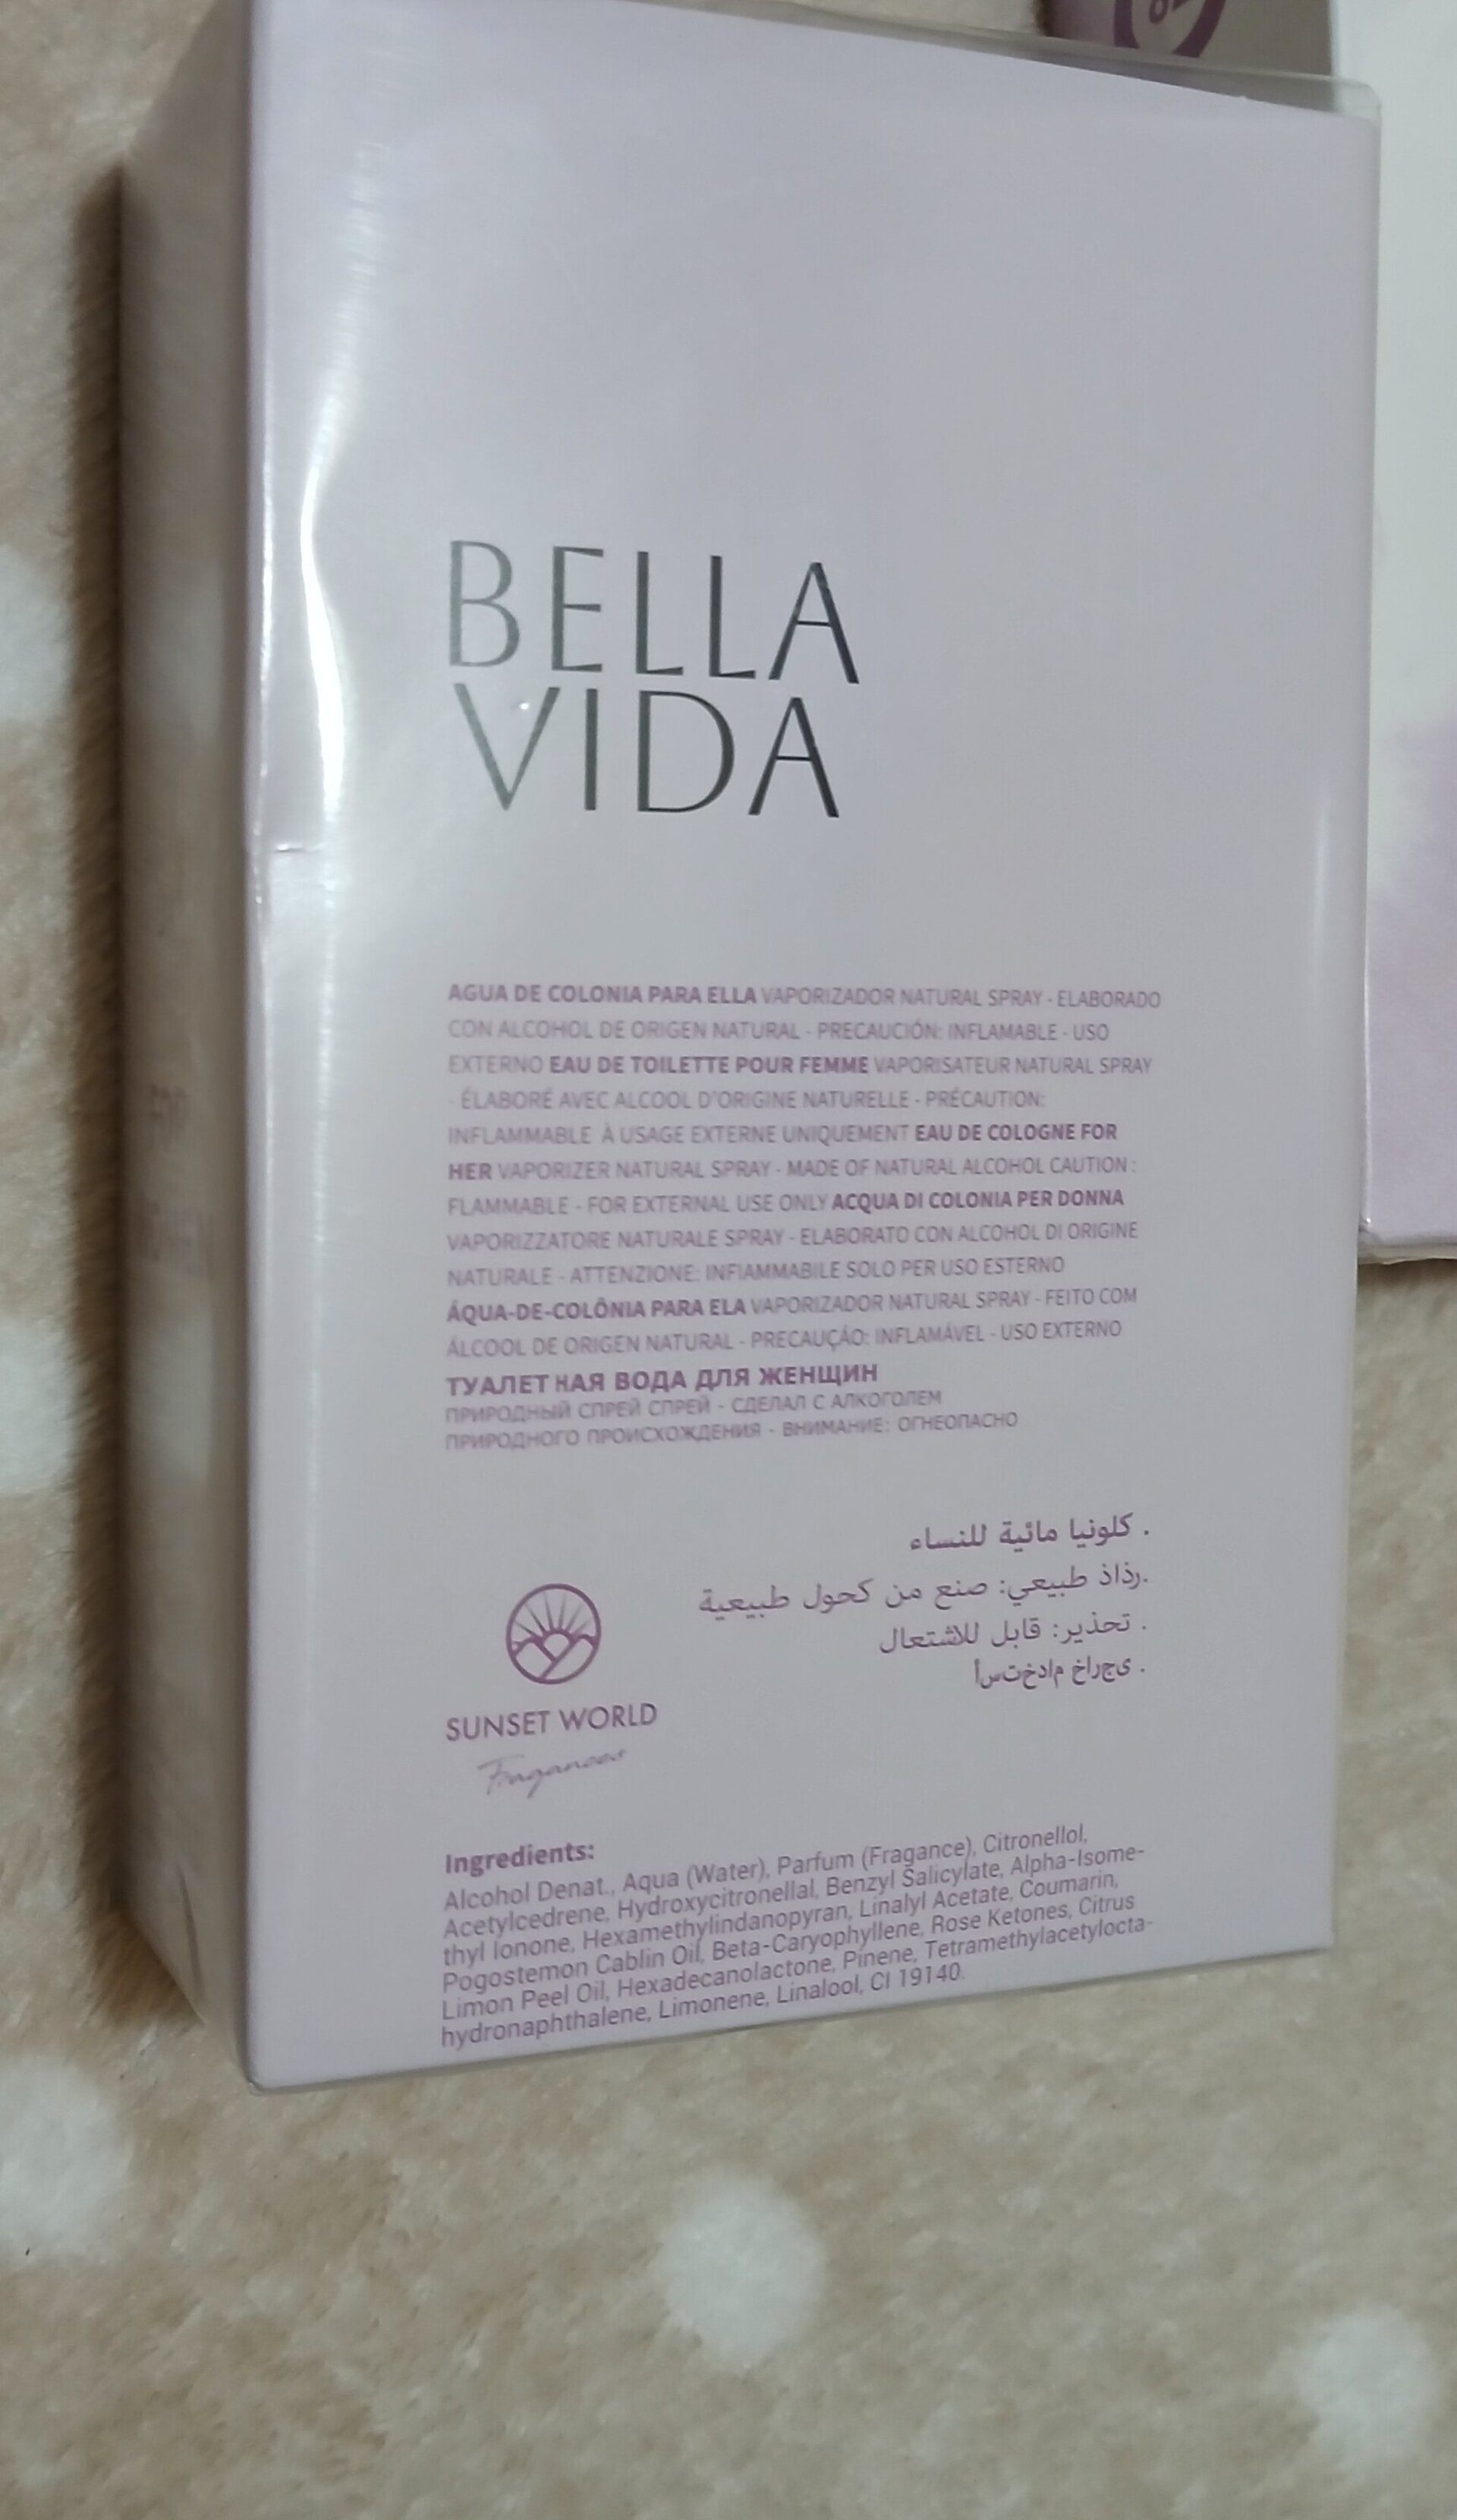 BELLA
VIDA
AGUA DE COLONIA PARA ELLA VAPORIZADOR NATURAL SPRAY - ELABORADO
CON ALCOHOL DE ORIGEN NATURAL - PRECAUCIÓN: INFLAMABLE - USO
EXTERNO EAU DE TOILETTE POUR FEMME VAPORISATEUR NATURAL SPRAY
- ÉLABORÉ AVEC ALCOOL D'ORIGINE NATURELLE - PRÉCAUTION:
INFLAMMABLE À USAGE EXTERNE UNIQUEMENT EAU DE COLOGNE FOR
HER VAPORIZER NATURAL SPRAY - MADE OF NATURAL ALCOHOL CAUTION :
FLAMMABLE - FOR EXTERNAL USE ONLY ACQUA DI COLONIA PER DONNA
VAPORIZZATORE NATURALE SPRAY - ELABORATO CON ALCOHOL DI ORIGINE
NATURALE - ATTENZIONE: INFIAMMABILE SOLO PER USO ESTERNO
ÁQUA-DE-COLÔNIA PARA ELA VAPORIZADOR NATURAL SPRAY - FEITO COM
ÁLCOOL DE ORIGEN NATURAL - PRECAUÇÁO: INFLAMÁVEL - USO EXTERNO
ТУАЛЕТ НАЯ ВОДА ДЛЯ ЖЕНЩИН
ПРИРОДНЫЙ СПРЕЙ СПРЕЙ - СДЕЛАЛ С АЛКОГОЛЕМ
ПРИРОДНОГО ПРОИСХОЖДЕНИЯ - ВНИМАНИЕ: ОГНЕОПАСНО
. كلونيا مائية للنساء
.رذاذ طبيعي: صنع من كحول طبيعية
. تحذير: قابل للاشتعال
. ىجراخ مادختسأ
SUNSET WORLD
Fragances
Ingredients:
Alcohol Denat., Aqua (Water), Parfum (Fragance), Citronellol,
Acetylcedrene, Hydroxycitronellal, Benzyl Salicylate, Alpha-Isome-
thyl Ionone, Hexamethylindanopyran, Linalyl Acetate, Coumarin,
Pogostemon Cablin Oil, Beta-Caryophyllene, Rose Ketones, Citrus
Limon Peel Oil, Hexadecanolactone, Pinene, Tetramethylacetylocta-
hydronaphthalene, Limonene, Linalool, CI 19140.